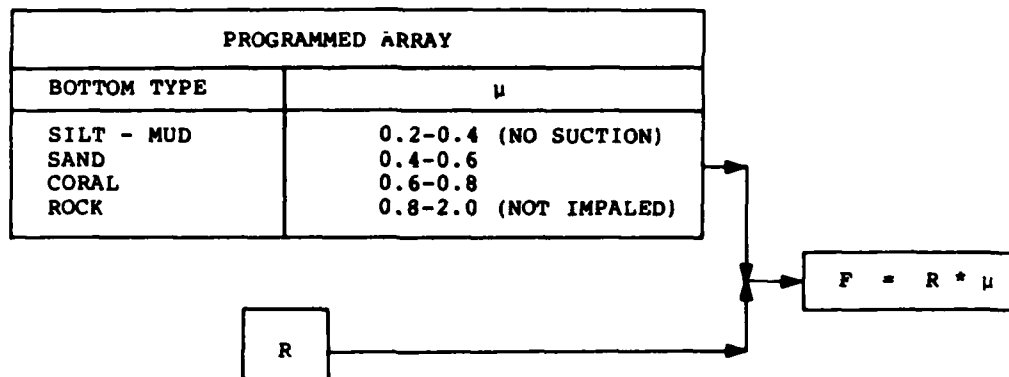 PROGRAMMED ARRAY
BOTTOM TYPE μ
SILT - MUD 0.2-0.4 (NO SUCTION)
SAND 0.4-0.6
CORAL 0.6-0.8
ROCK 0.8-2.0 (NOT IMPALED)
F = R * μ
R